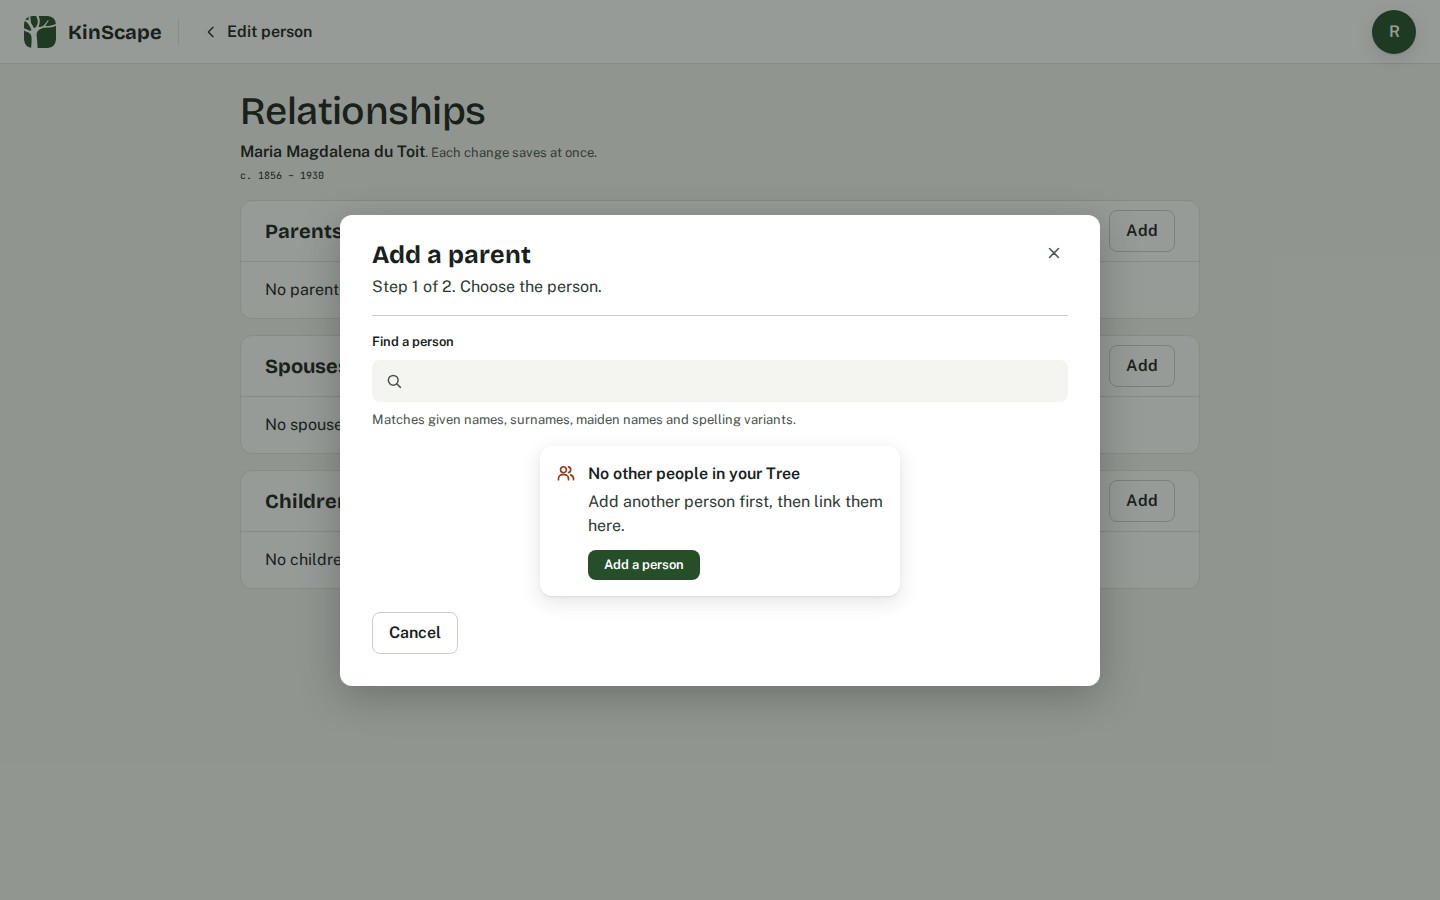 KinScape
Edit person
R
Relationships
Maria Magdalena du Toit. Each change saves at once.
c. 1856 – 1930
Parents
Add
No parent
Spouses
Add
No spouse
Children
Add
No childre
Add a parent
Step 1 of 2. Choose the person.
Find a person
Matches given names, surnames, maiden names and spelling variants.
No other people in your Tree
Add another person first, then link them
here.
Add a person
Cancel